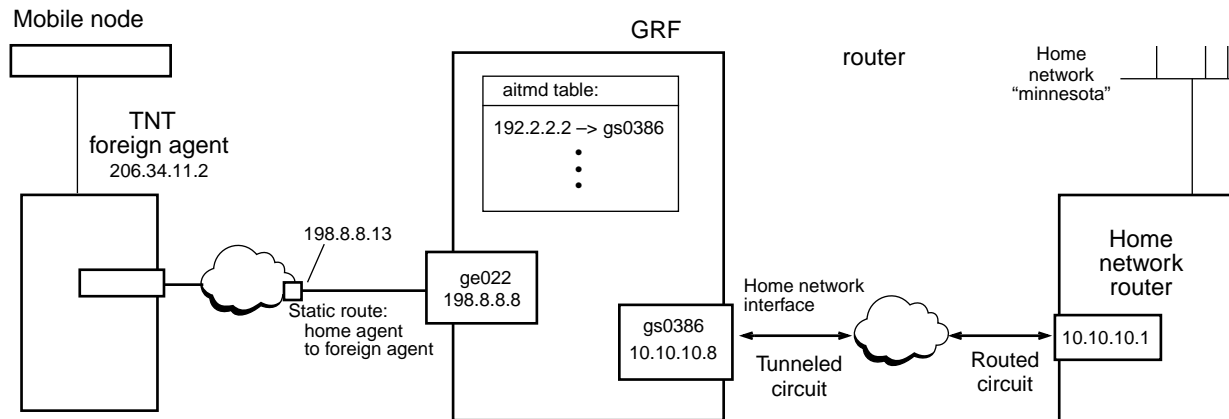 Mobile node
GRF
router
Home
network
“minnesota”
aitmd table:
192.2.2.2 –> gs0386
TNT
foreign agent
206.34.11.2
198.8.8.13
ge022
198.8.8.8
Static route:
home agent
to foreign agent
Home network
interface
gs0386
10.10.10.8
Tunneled
circuit
Routed
circuit
Home
network
router
10.10.10.1